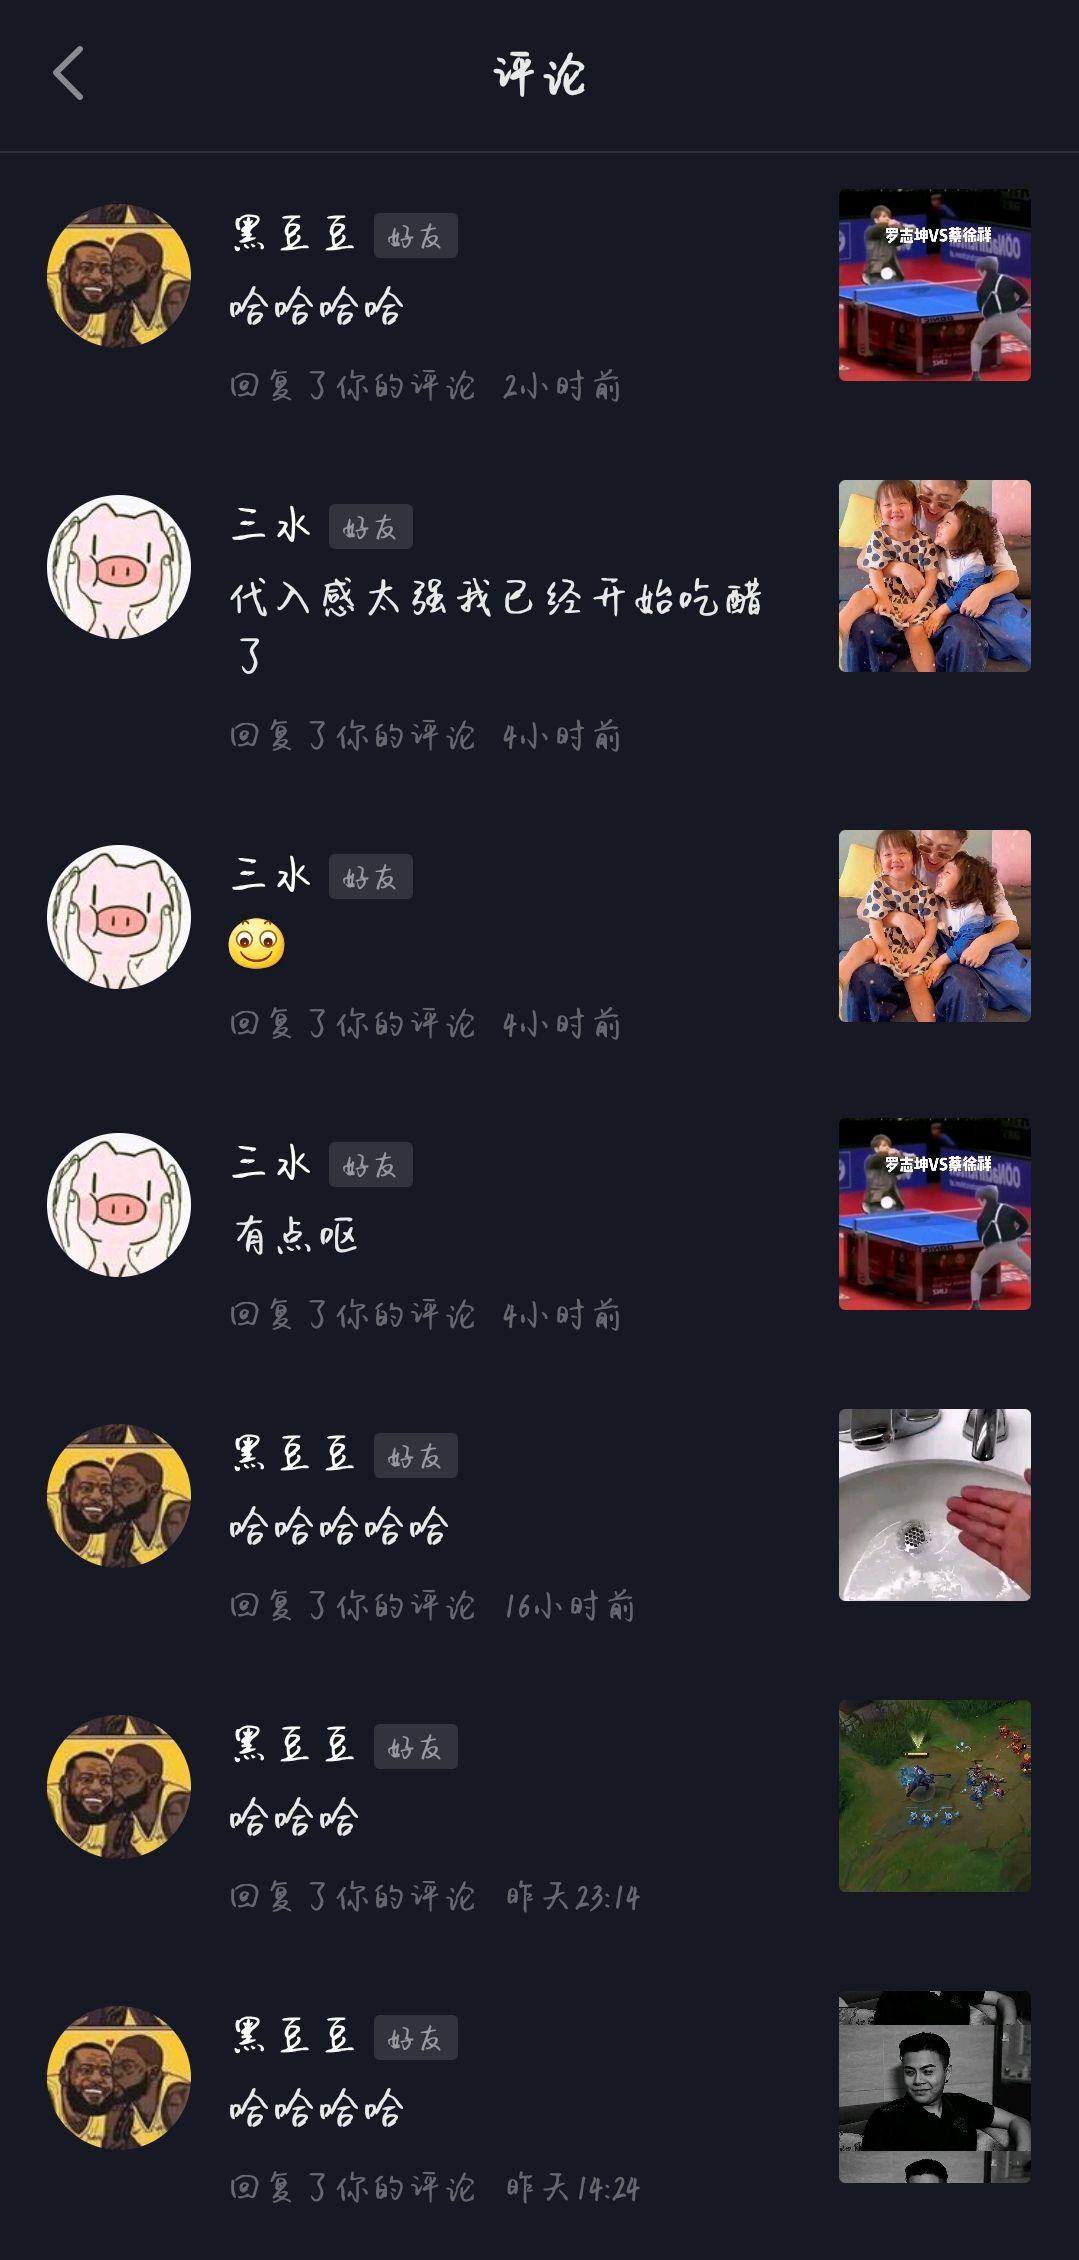 评论
黑豆豆 好友
哈哈哈哈
回复了你的评论 2小时前
罗志坤VS蔡徐祥
三水 好友
代入感太强我已经开始吃醋
了
回复了你的评论 4小时前
三水 好友
回复了你的评论 4小时前
三水 好友
有点呕
回复了你的评论 4小时前
罗志坤VS蔡徐祥
黑豆豆 好友
哈哈哈哈哈
回复了你的评论 16小时前
黑豆豆 好友
哈哈哈
回复了你的评论 昨天23:14
黑豆豆 好友
哈哈哈哈
回复了你的评论 昨天14:24